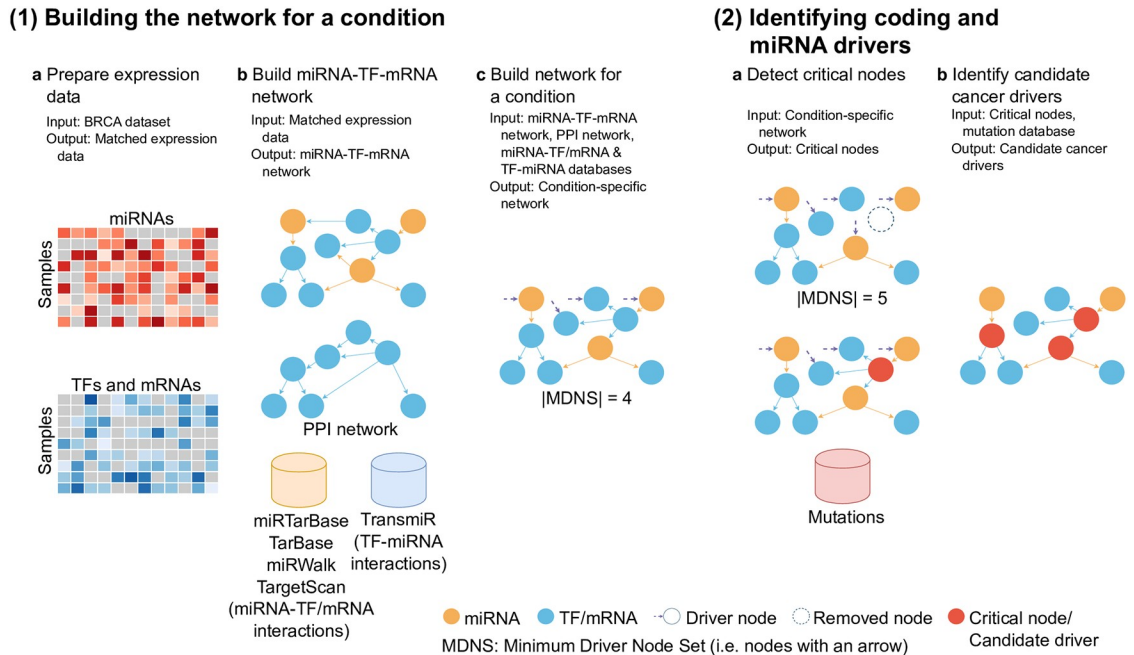 (1) Building the network for a condition
a Prepare expression
data
Input: BRCA dataset
Output: Matched expression
data
miRNAs
Samples
TFs and mRNAs
Samples
b Build miRNA-TF-mRNA
network
Input: Matched expression
data
Output: miRNA-TF-mRNA
network
PPI network
miRTarBase
TarBase
miRWalk
TargetScan
(miRNA-TF/mRNA
interactions)
TransmiR
(TF-miRNA
interactions)
c Build network for
a condition
Input: miRNA-TF-mRNA
network, PPI network,
miRNA-TF/mRNA &
TF-miRNA databases
Output: Condition-specific
network
|MDNS| = 4
(2) Identifying coding and
miRNA drivers
a Detect critical nodes
Input: Condition-specific
network
Output: Critical nodes
|MDNS| = 5
Mutations
b Identify candidate
cancer drivers
Input: Critical nodes,
mutation database
Output: Candidate cancer
drivers
miRNA
TF/mRNA
Driver node
Removed node
Critical node/
Candidate driver
MDNS: Minimum Driver Node Set (i.e. nodes with an arrow)